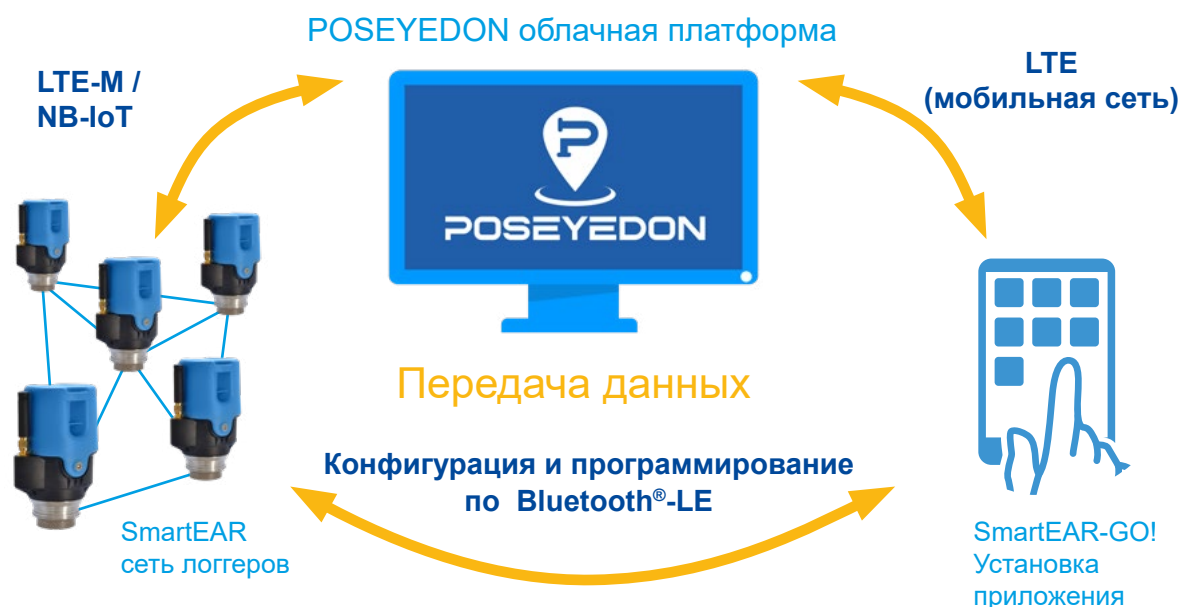 POSEYEDON облачная платформа
LTE-M /
NB-IoT
LTE
(мобильная сеть)
POSEYEDON
Передача данных
Конфигурация и программирование
по Bluetooth®-LE
SmartEAR
сеть логгеров
SmartEAR-GO!
Установка
приложения